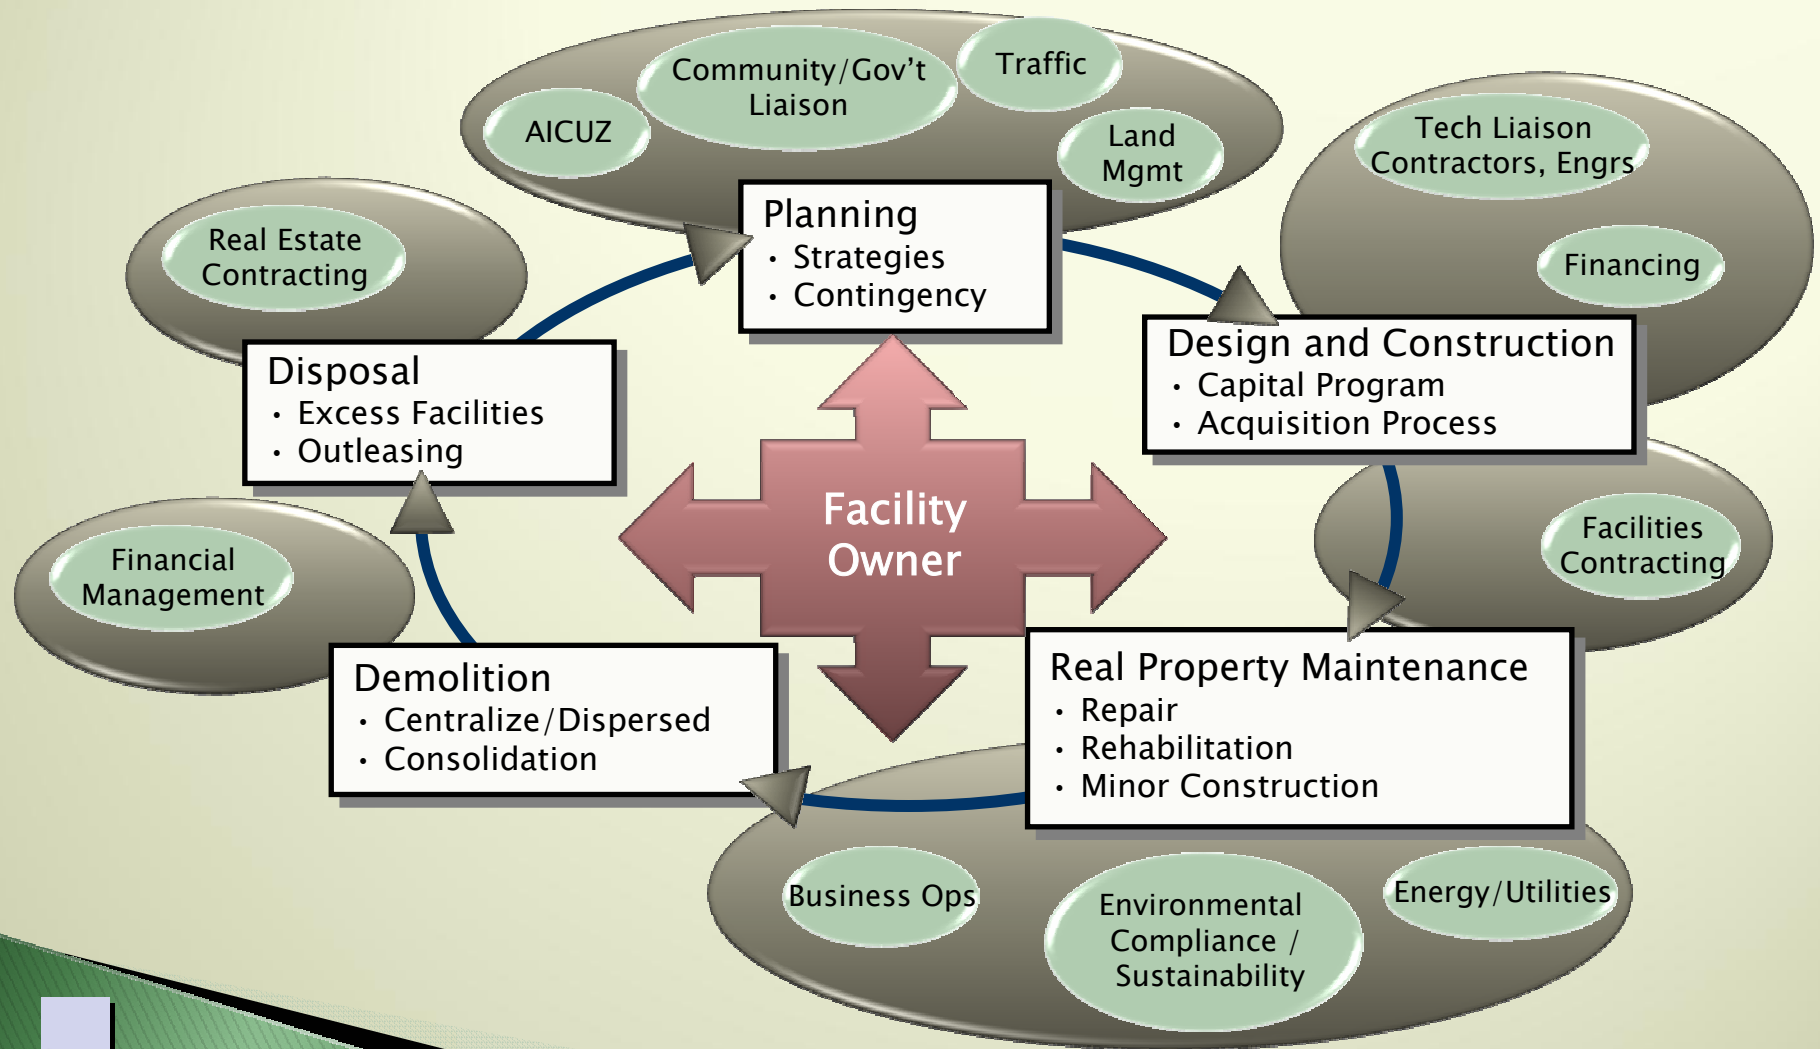 AICUZ
Community/Gov't
Liaison
Traffic
Land
Mgmt
Tech Liaison
Contractors, Engrs
Financing
Real Estate
Contracting
Planning
• Strategies
• Contingency
Design and Construction
• Capital Program
• Acquisition Process
Disposal
• Excess Facilities
• Outleasing
Facility
Owner
Facilities
Contracting
Financial
Management
Demolition
• Centralize/Dispersed
• Consolidation
Real Property Maintenance
• Repair
• Rehabilitation
• Minor Construction
Business Ops
Environmental
Compliance /
Sustainability
Energy/Utilities